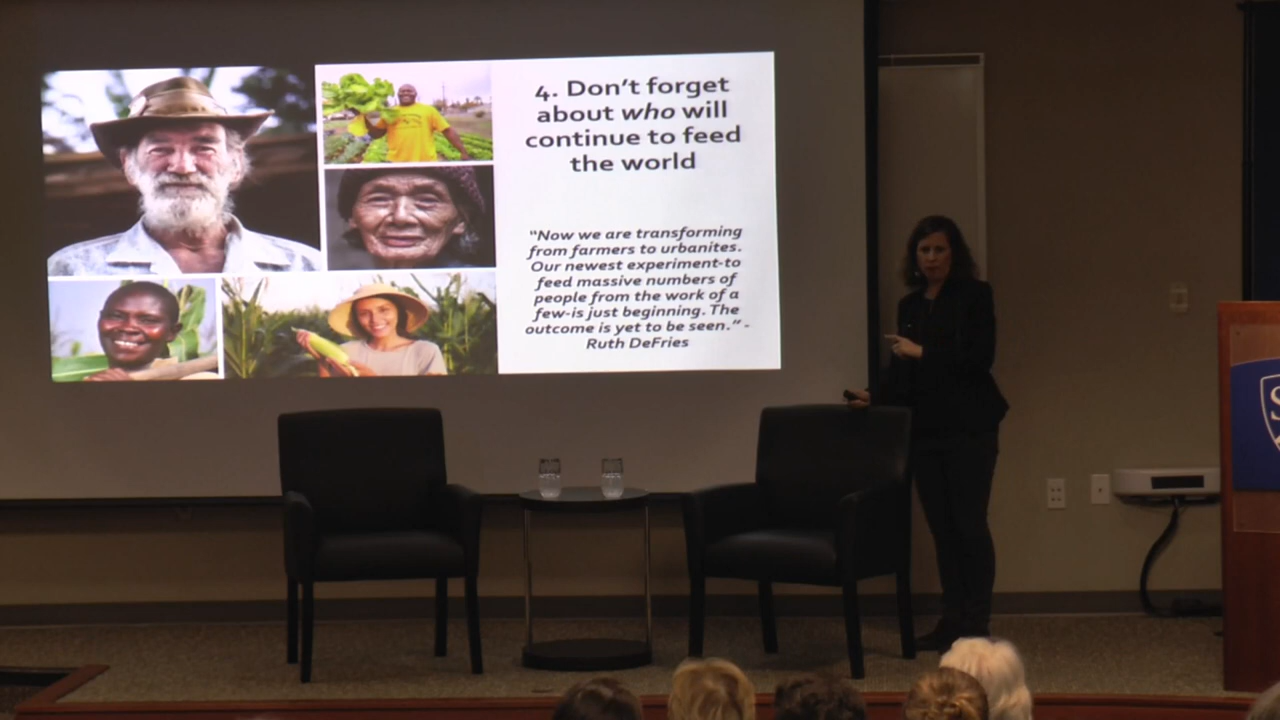 4. Don't forget
about who will
continue to feed
the world
"Now we are transforming
from farmers to urbanites.
Our newest experiment-to
feed massive numbers of
people from the work of a
few-is just beginning. The
outcome is yet to be seen." -
Ruth DeFries